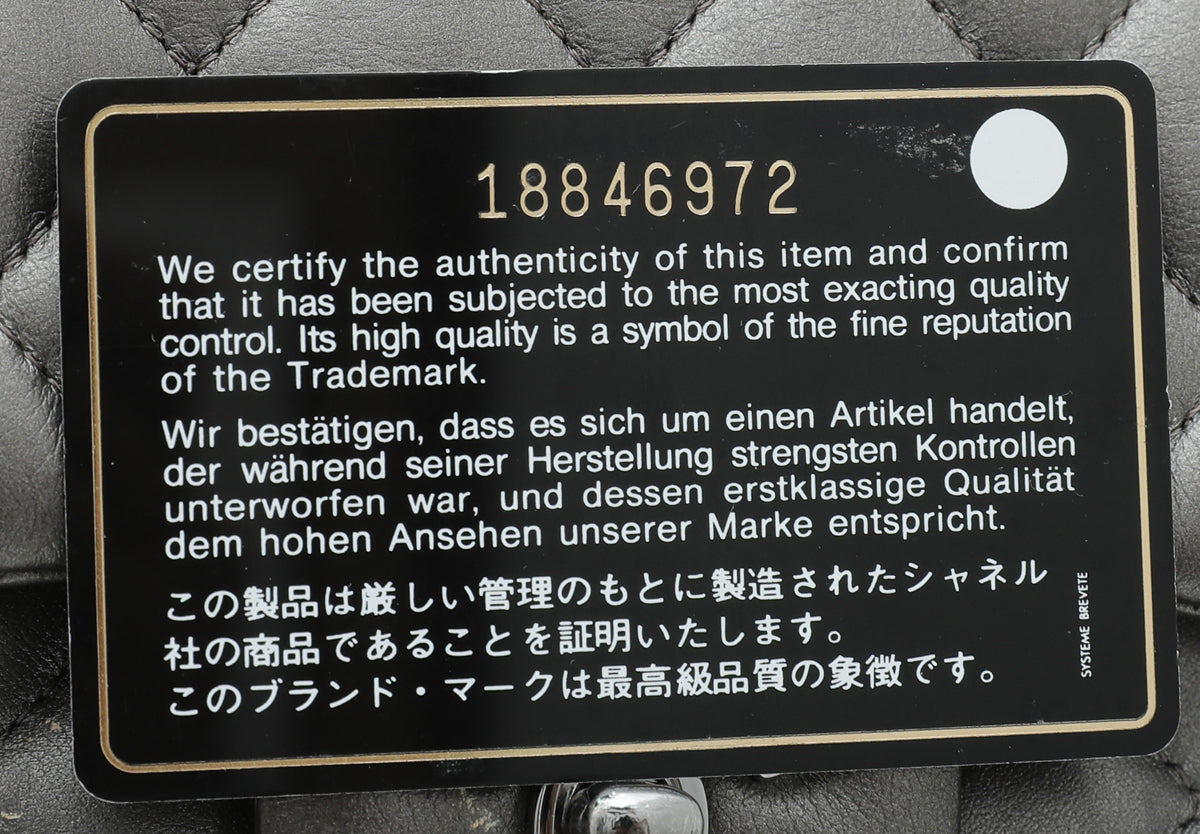 18846972
We certify the authenticity of this item and confirm
that it has been subjected to the most exacting quality
control. Its high quality is a symbol of the fine reputation
of the Trademark.
Wir bestätigen, dass es sich um einen Artikel handelt,
der während seiner Herstellung strengsten Kontrollen
unterworfen war, und dessen erstklassige Qualität
dem hohen Ansehen unserer Marke entspricht.
この製品は厳しい管理のもとに製造されたシャネル
社の商品であることを証明いたします。
このブランド・マークは最高級品質の象徴です。
SYSTEME BREVETE